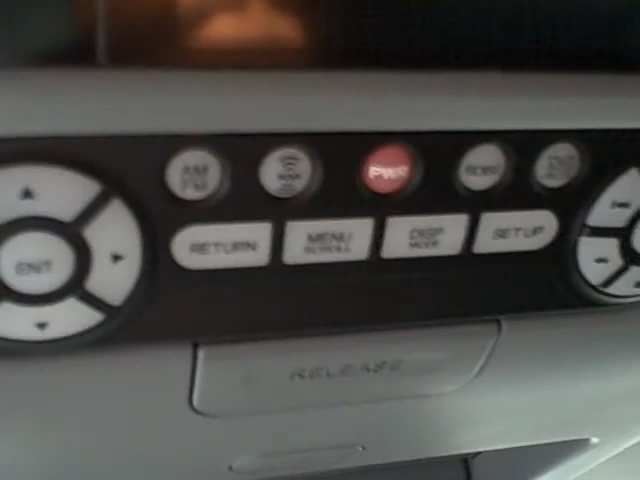 AM
FM
PWR
RETURN
MENU
SCROLL
DISP
MODE
SETUP
ENT
RELEASE